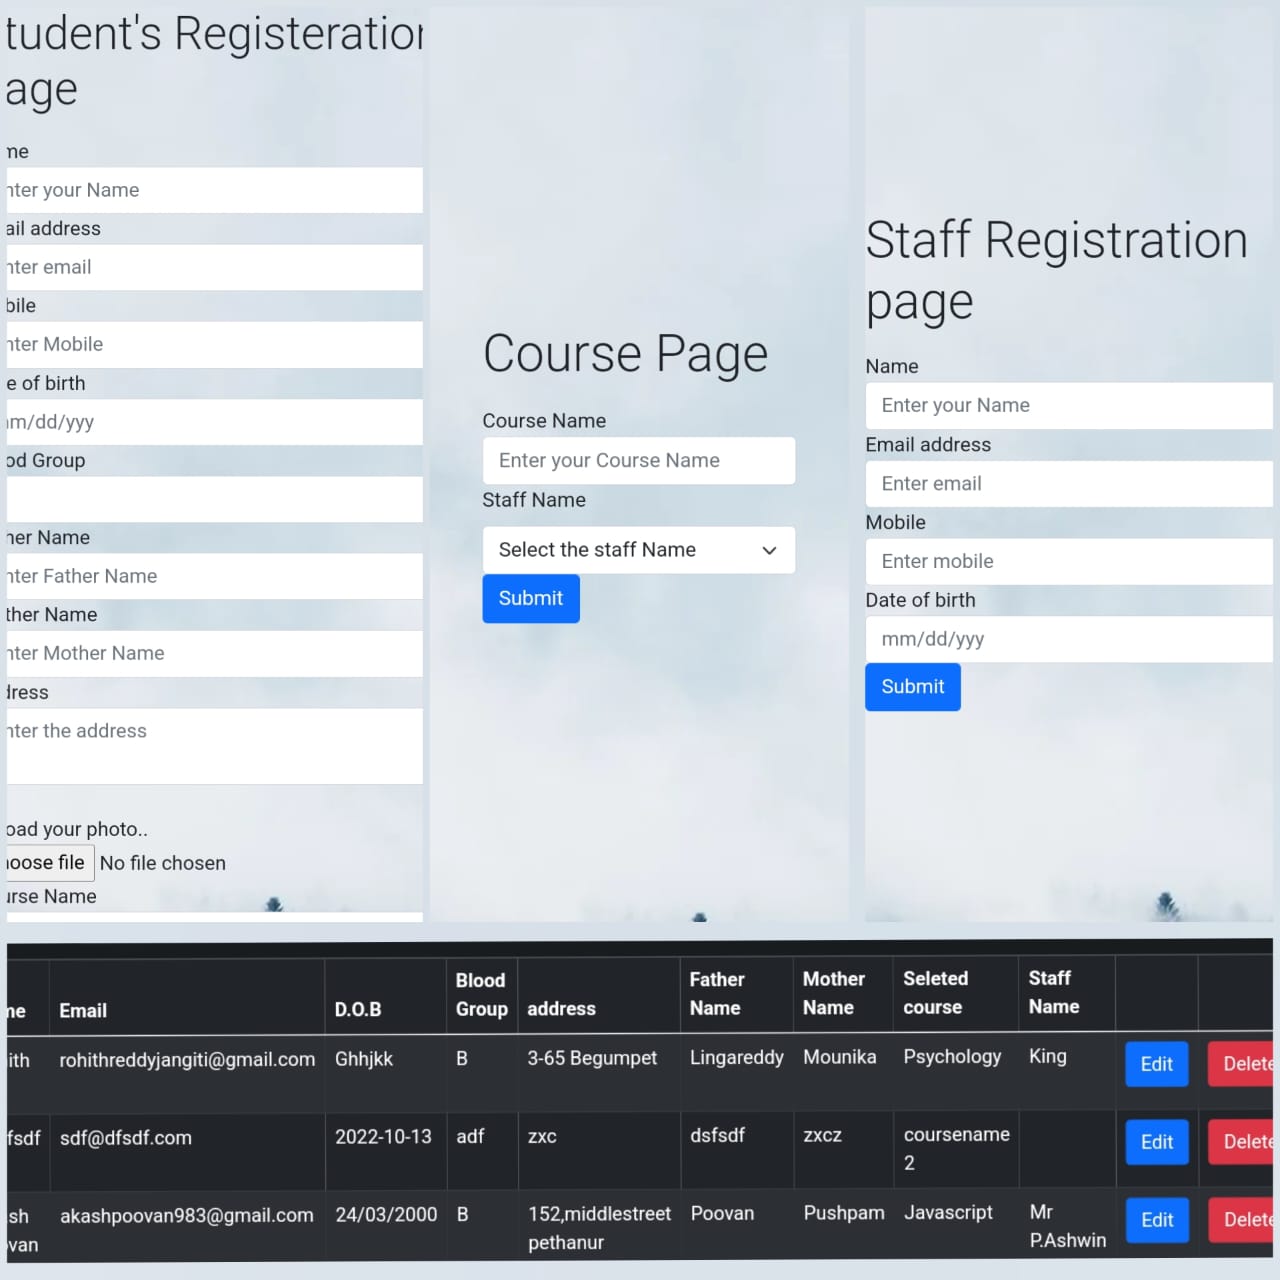 tudent's Registeration
age
me
nter your Name
ail address
nter email
bile
nter Mobile
e of birth
m/dd/yyy
od Group
her Name
nter Father Name
ther Name
nter Mother Name
dress
nter the address
oad your photo..
hoose file No file chosen
urse Name
Course Page
Course Name
Enter your Course Name
Staff Name
Select the staff Name
Submit
Staff Registration
page
Name
Enter your Name
Email address
Enter email
Mobile
Enter mobile
Date of birth
mm/dd/yyy
Submit
me Email D.O.B Blood Group address Father Name Mother Name Seleted course Staff Name
ith rohithreddyjangiti@gmail.com Ghhjkk B 3-65 Begumpet Lingareddy Mounika Psychology King Edit Delete
fsdf sdf@dfsdf.com 2022-10-13 adf zxc dsfsdf zxcz coursename 2 Edit Delete
sh ovan akashpoovan983@gmail.com 24/03/2000 B 152,middlestreet pethanur Poovan Pushpam Javascript Mr P.Ashwin Edit Delete